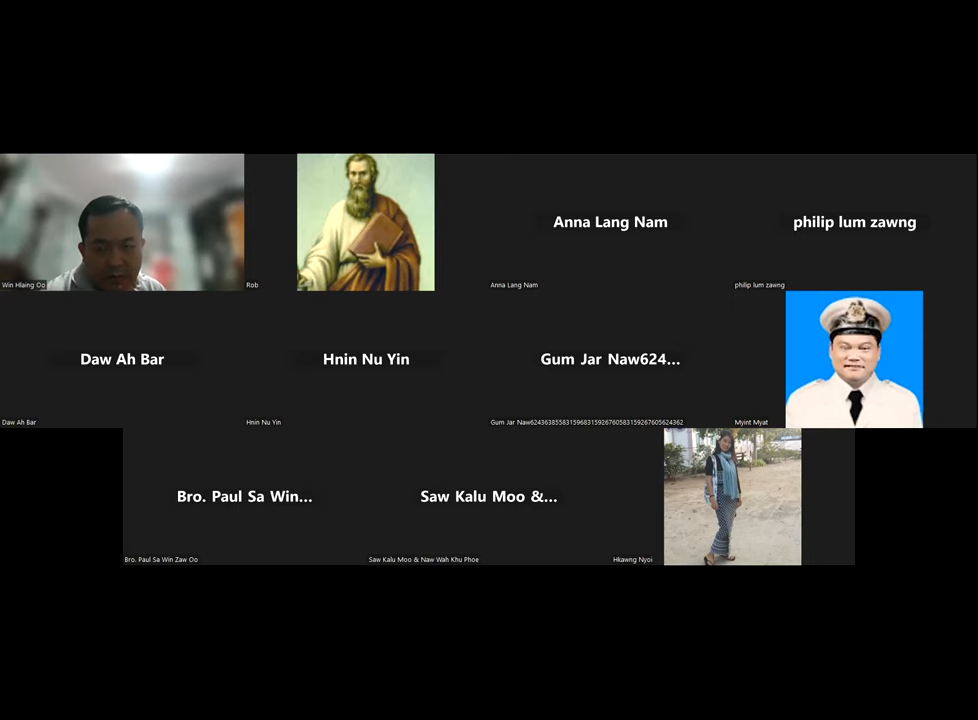 Win Hlaing Oo
Rob
Anna Lang Nam
Anna Lang Nam
philip lum zawng
philip lum zawng
Daw Ah Bar
Daw Ah Bar
Hnin Nu Yin
Hnin Nu Yin
Gum Jar Naw624...
Gum Jar Naw62436385583159683159267605831592676056243​62
Myint Myat
Bro. Paul Sa Win...
Bro. Paul Sa Win Zaw Oo
Saw Kalu Moo &...
Saw Kalu Moo & Naw Wah Khu Phoe
Hkawng Nyoi